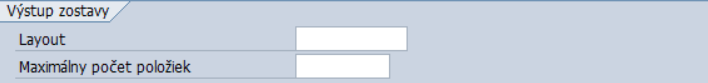 Výstup zostavy
Layout
Maximálny počet položiek